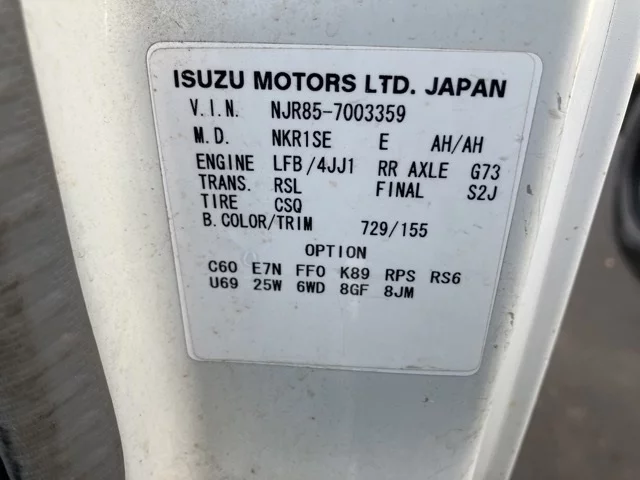 ISUZU MOTORS LTD. JAPAN
V.I.N. NJR85-7003359
M.D. NKR1SE E AH/AH
ENGINE LFB/4JJ1 RR AXLE G73
TRANS. RSL FINAL S2J
TIRE CSQ
B.COLOR/TRIM 729/155
OPTION
C60 E7N FF0 K89 RPS RS6
U69 25W 6WD 8GF 8JM